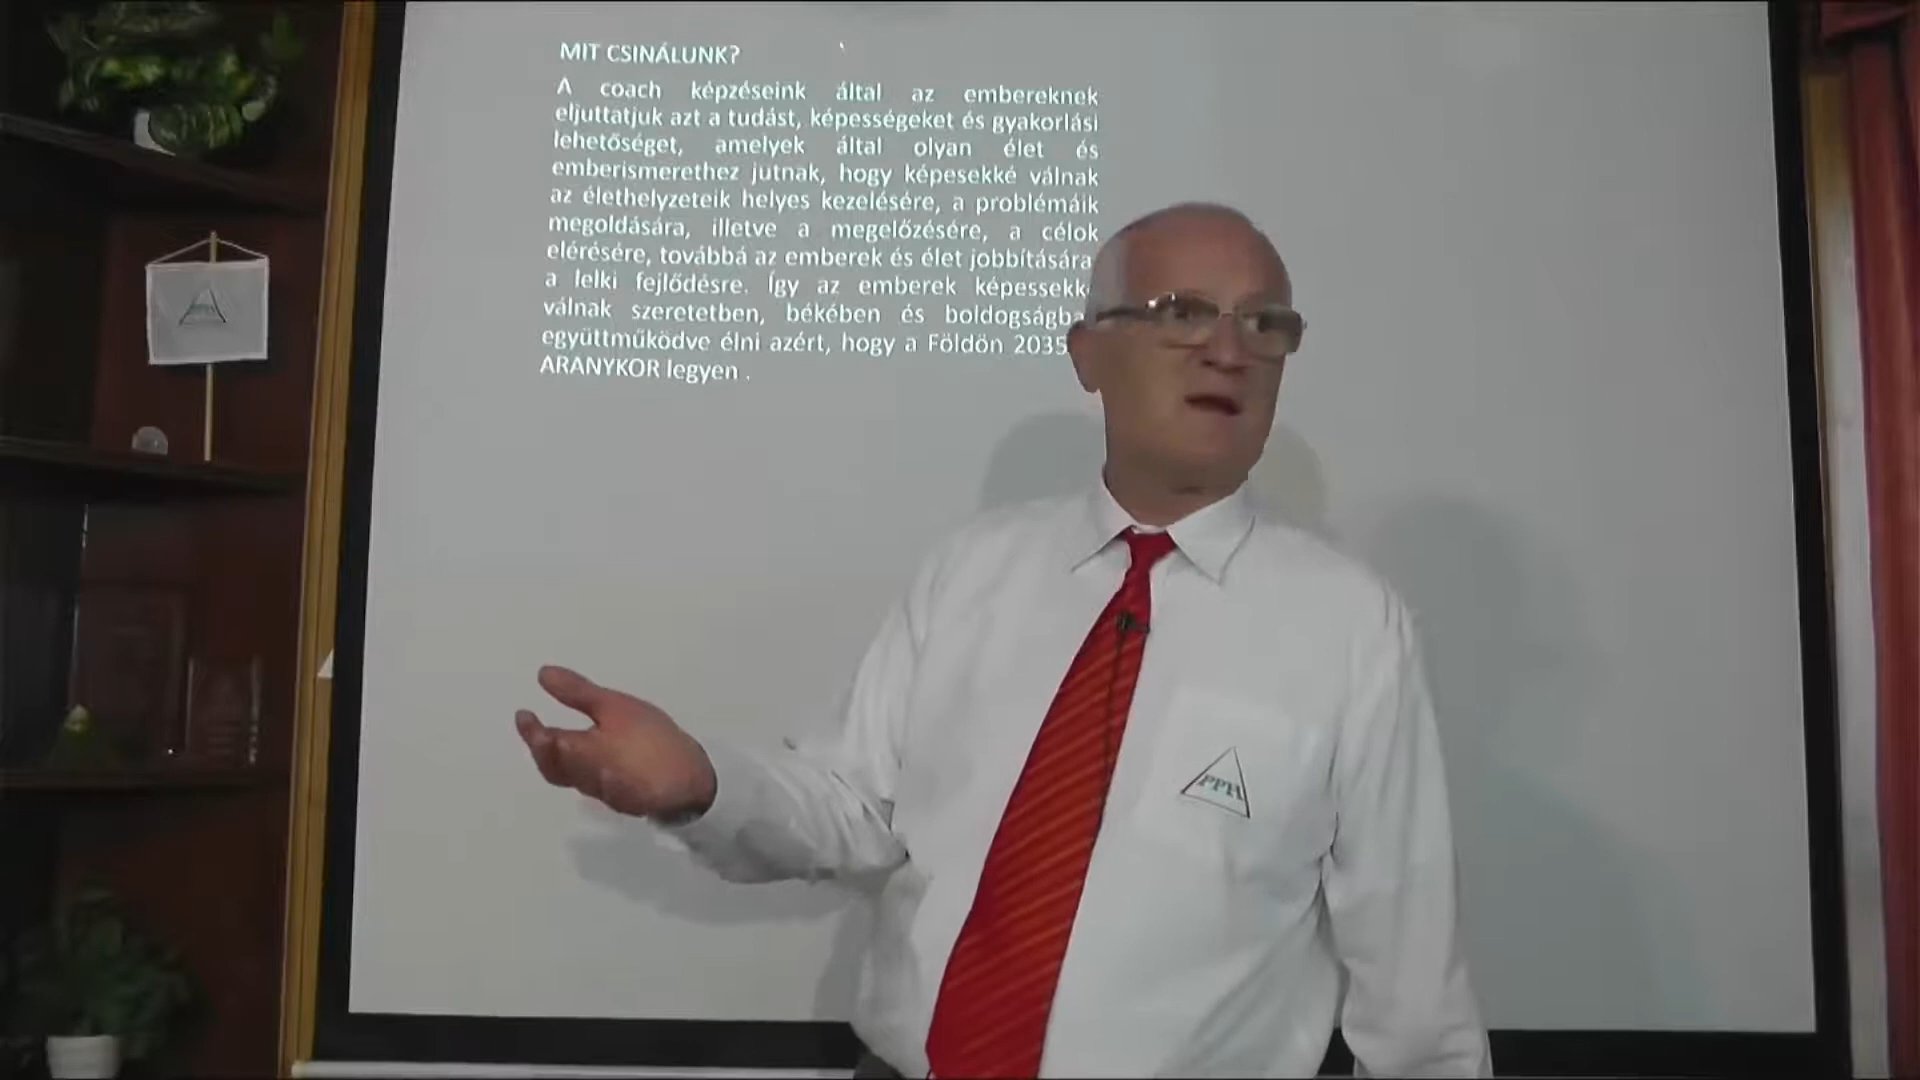 MIT CSINÁLUNK?
A coach képzéseink által az embereknek
eljuttatjuk azt a tudást, képességeket és gyakorlási
lehetőséget, amelyek által olyan élet és
emberismerethez jutnak, hogy képesekké válnak
az élethelyzeteik helyes kezelésére, a problémáik
megoldására, illetve a megelőzésére, a célok
elérésére, továbbá az emberek és élet jobbítására
a lelki fejlődésre. Így az emberek képessekk
válnak szeretetben, békében és boldogságba
együttműködve élni azért, hogy a Földön 2035
ARANYKOR legyen .